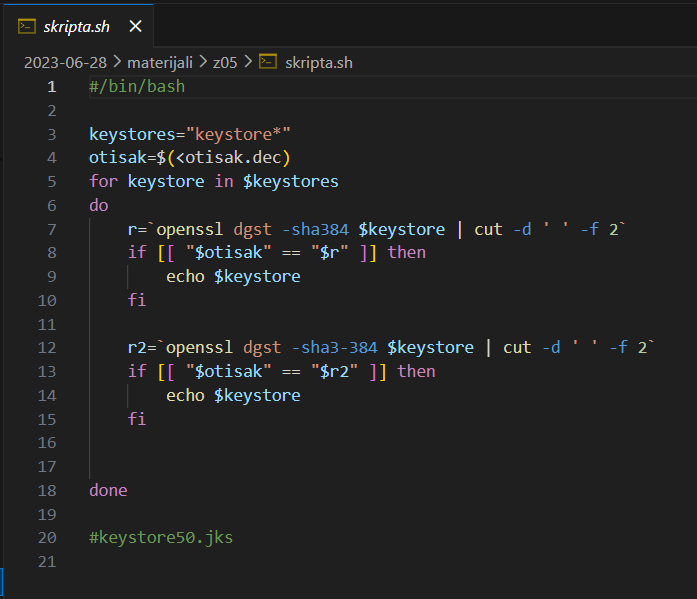 skripta.sh
2023-06-28 > materijali > z05 > skripta.sh
1 #/bin/bash
2
3 keystores="keystore*"
4 otisak=$(<otisak.dec)
5 for keystore in $keystores
6 do
7     r=`openssl dgst -sha384 $keystore | cut -d ' ' -f 2`
8     if [[ "$otisak" == "$r" ]] then
9         echo $keystore
10     fi
11
12     r2=`openssl dgst -sha3-384 $keystore | cut -d ' ' -f 2`
13     if [[ "$otisak" == "$r2" ]] then
14         echo $keystore
15     fi
16
17
18 done
19
20 #keystore50.jks
21